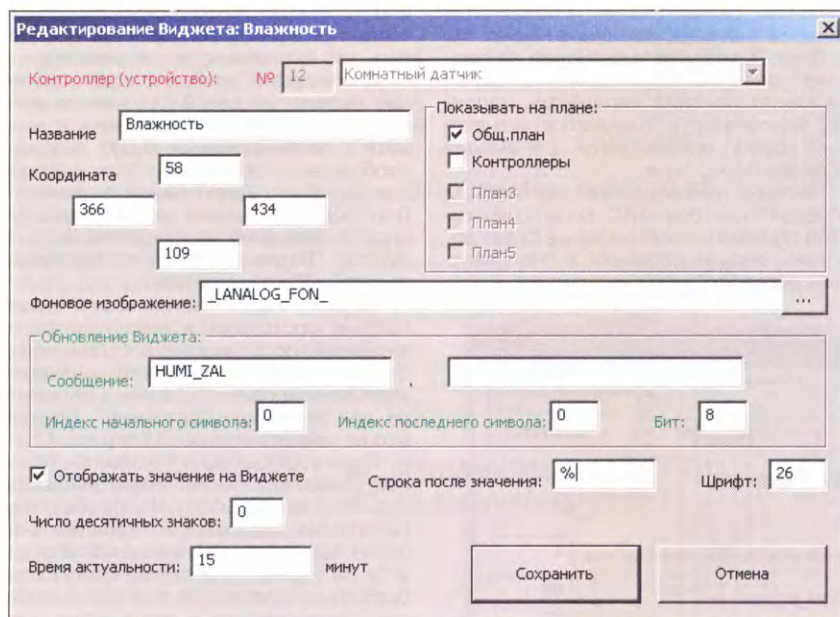 Редактирование Виджета: Влажность
Контроллер (устройство): № 12 Комнатный датчик
Название Влажность
Координата
58
366 434
109
Показывать на плане:
Общ.план
Контроллеры
План3
План4
План5
Фоновое изображение: _LANALOG_FON_ ...
Обновление Виджета:
Сообщение: HUMI_ZAL .
Индекс начального символа: 0 Индекс последнего символа: 0 Бит: 8
Отображать значение на Виджете Строка после значения: % Шрифт: 26
Число десятичных знаков: 0
Время актуальности: 15 минут
Сохранить Отмена